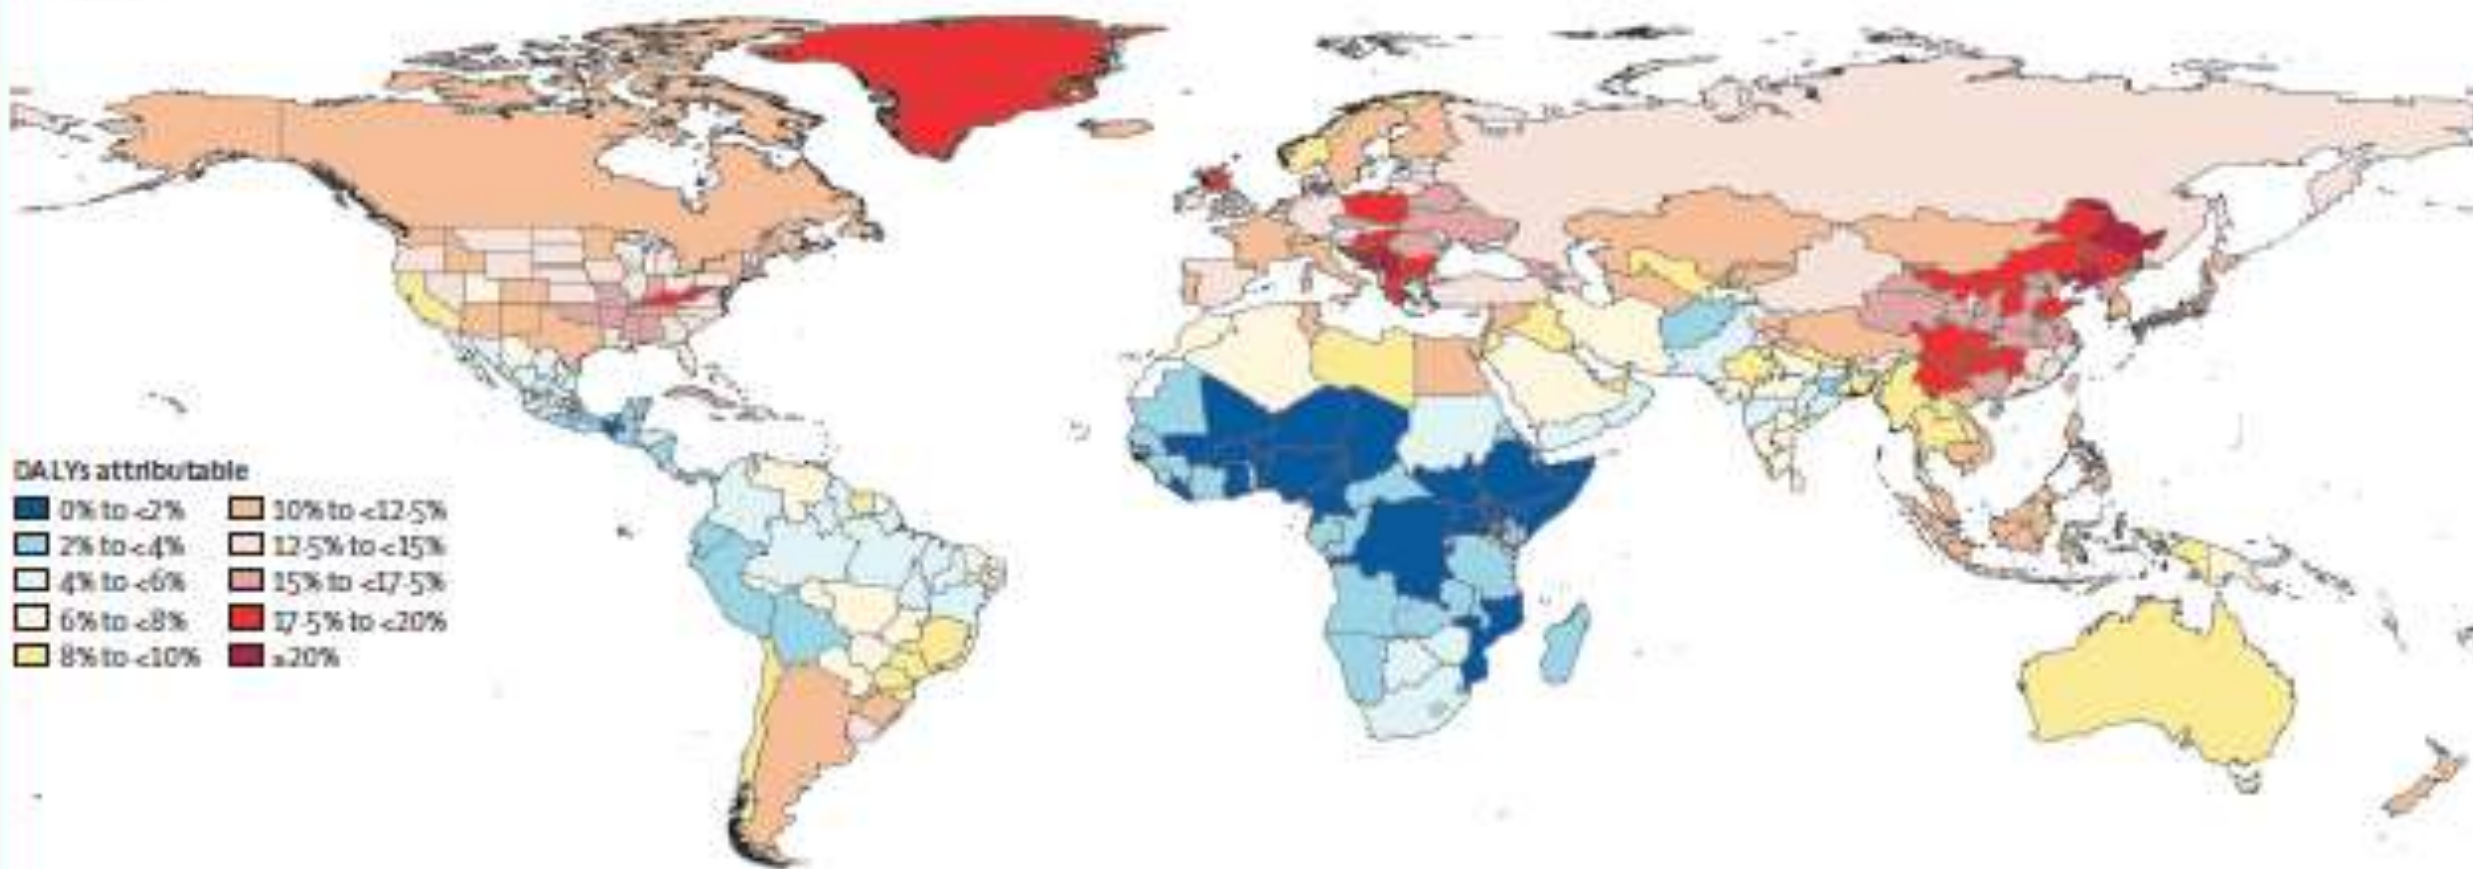 DALYs attributable
0% to <2%
2% to <4%
4% to <6%
6% to <8%
8% to <10%
10% to <12·5%
12·5% to <15%
15% to <17·5%
17·5% to <20%
≥20%